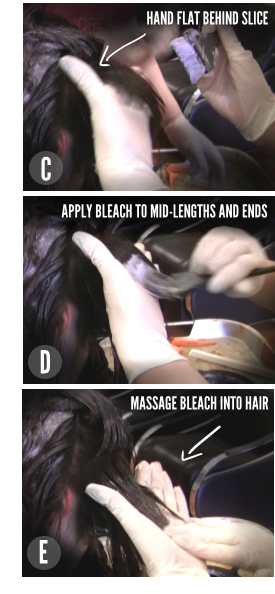 HAND FLAT BEHIND SLICE
C
APPLY BLEACH TO MID-LENGTHS AND ENDS
D
MASSAGE BLEACH INTO HAIR
E